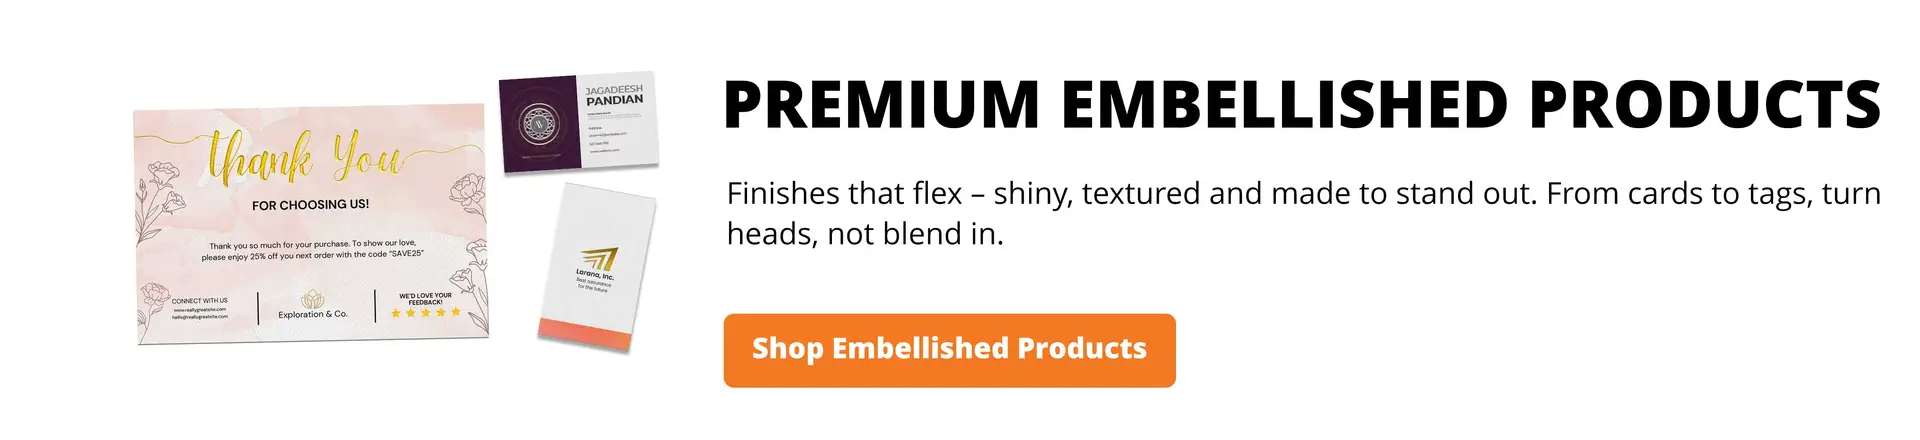 thank you
FOR CHOOSING US!
Thank you so much for your purchase. To show our love,
please enjoy 25% off you next order with the code "SAVE25"
CONNECT WITH US
www.reallygreatsite.com
hello@reallygreatsite.com
Exploration & Co.
WE'D LOVE YOUR
FEEDBACK!
JAGADEESH
PANDIAN
Larana, Inc.
Best assurance
for the future
PREMIUM EMBELLISHED PRODUCTS
Finishes that flex – shiny, textured and made to stand out. From cards to tags, turn
heads, not blend in.
Shop Embellished Products